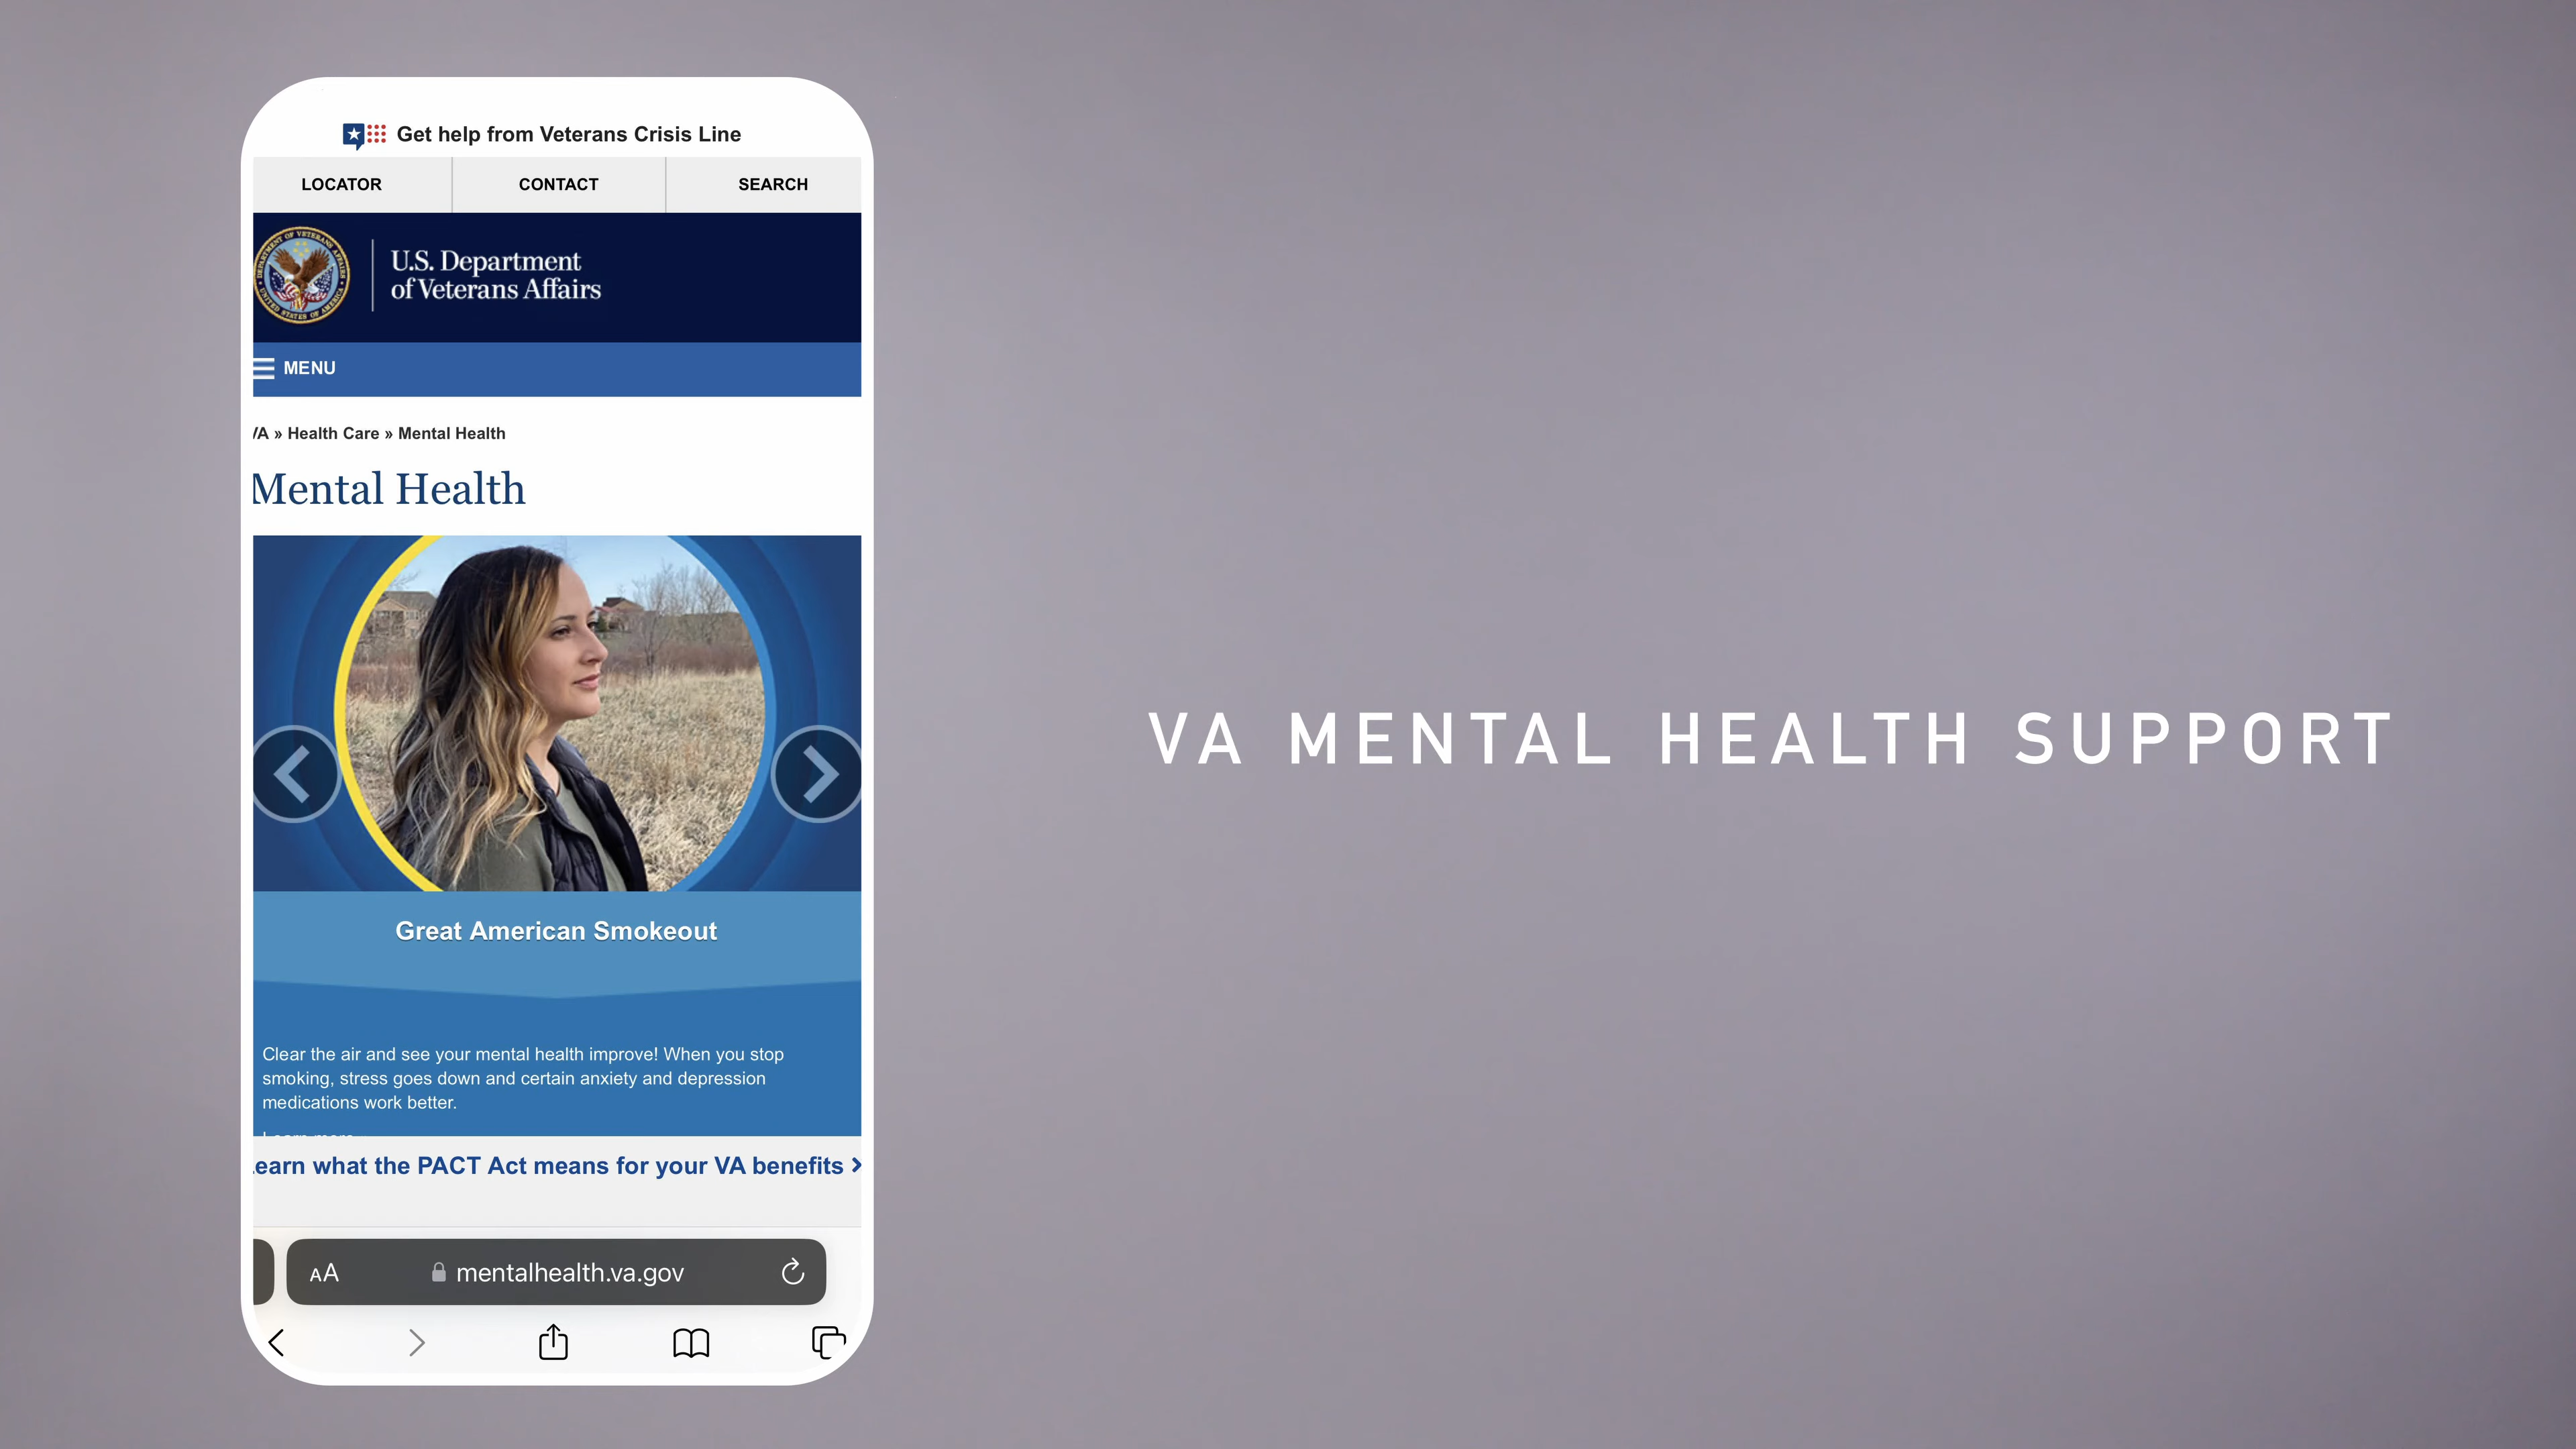 Get help from Veterans Crisis Line
LOCATOR
CONTACT
SEARCH
U.S. Department
of Veterans Affairs
MENU
VA » Health Care » Mental Health
Mental Health
Great American Smokeout
Clear the air and see your mental health improve! When you stop
smoking, stress goes down and certain anxiety and depression
medications work better.
Learn more
earn what the PACT Act means for your VA benefits
AA
mentalhealth.va.gov
VA MENTAL HEALTH SUPPORT